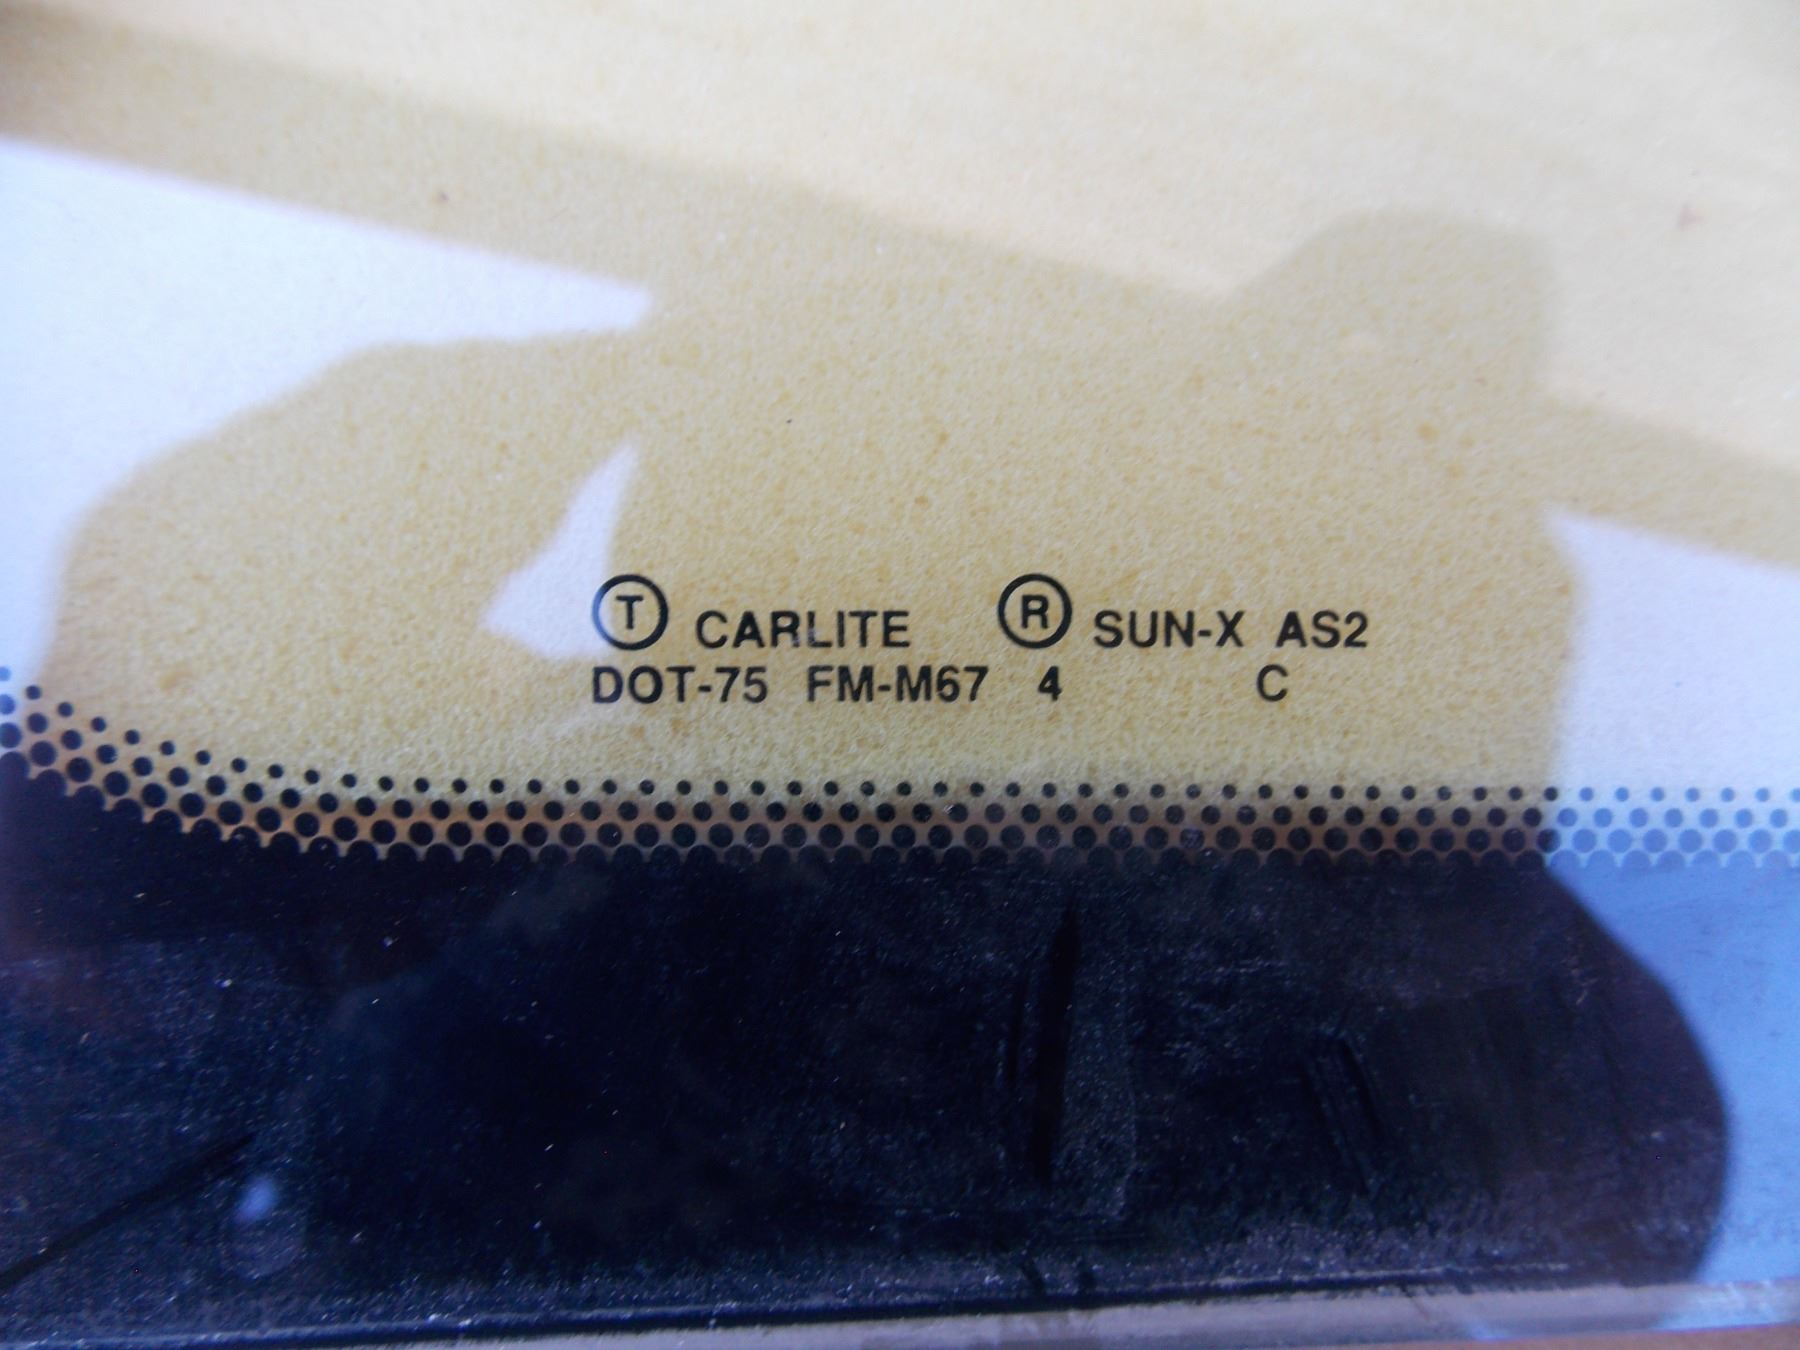 Ⓣ CARLITE Ⓡ SUN-X AS2
DOT-75 FM-M67 4 C